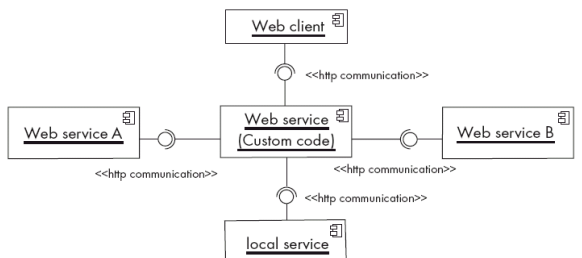 Web client
<<http communication>>
Web service A
Web service
(Custom code)
Web service B
<<http communication>>
<<http communication>>
<<http communication>>
local service